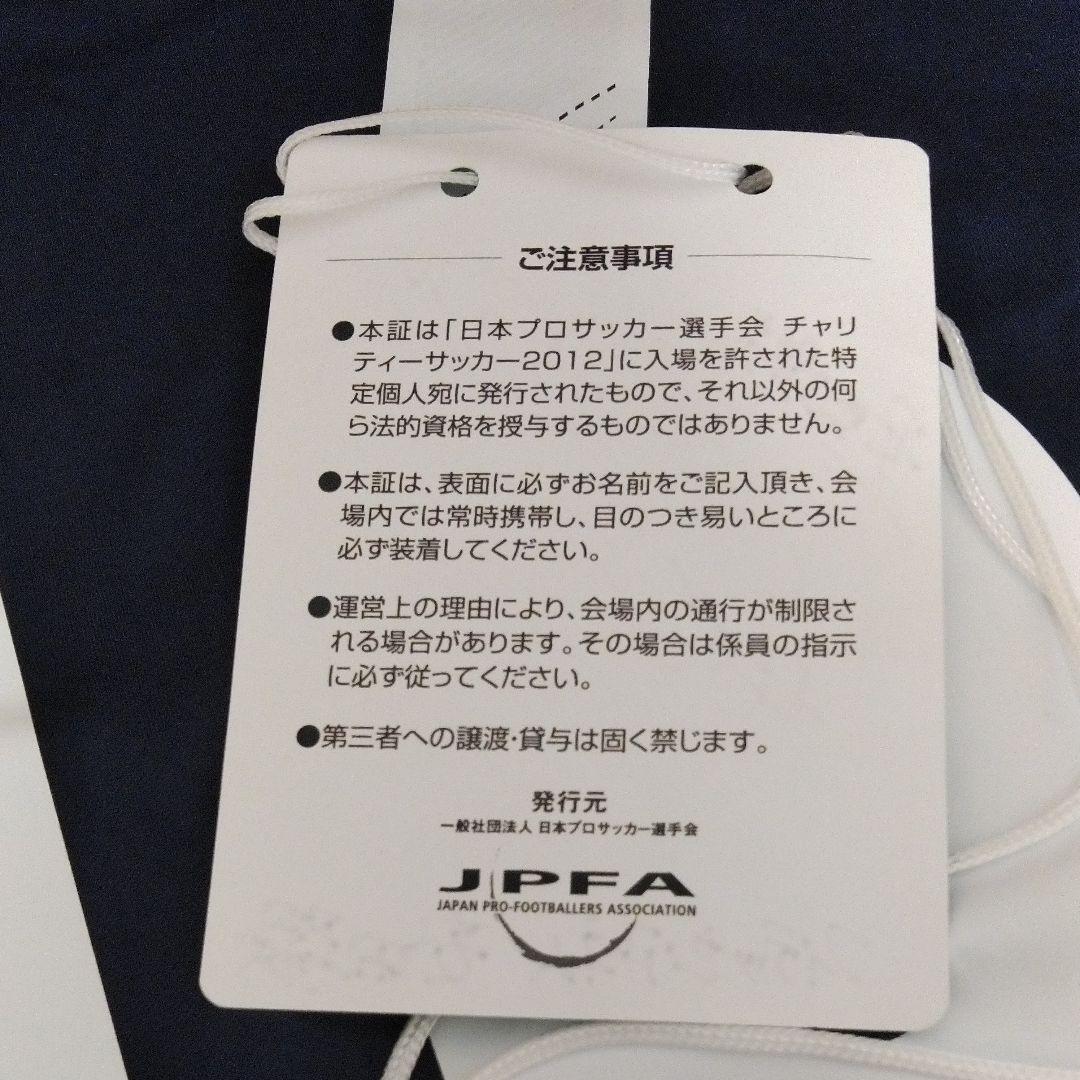 ご注意事項
●本証は「日本プロサッカー選手会 チャリ
ティーサッカー2012」に入場を許された特
定個人宛に発行されたもので、それ以外の何
ら法的資格を授与するものではありません。
●本証は、表面に必ずお名前をご記入頂き、会
場内では常時携帯し、目のつき易いところに
必ず装着してください。
●運営上の理由により、会場内の通行が制限さ
れる場合があります。その場合は係員の指示
に必ず従ってください。
●第三者への譲渡・貸与は固く禁じます。
発行元
一般社団法人 日本プロサッカー選手会
JPFA
JAPAN PRO-FOOTBALLERS ASSOCIATION